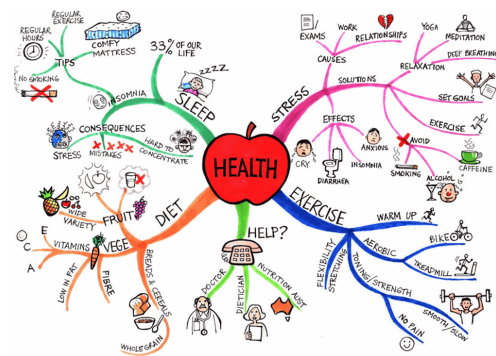 HEALTH
SLEEP
33% OF OUR
LIFE
ZZZZ
INSOMNIA
TIPS
REGULAR
EXERCISE
REGULAR
HOURS
COMFY
MATTRESS
NO SMOKING
CONSEQUENCES
STRESS
MISTAKES
HARD TO
CONCENTRATE
STRESS
CAUSES
EXAMS
WORK
RELATIONSHIPS
SOLUTIONS
RELAXATION
YOGA
MEDITATION
DEEP BREATHING
SET GOALS
EXERCISE
AVOID
CAFFEINE
ALCOHOL
SMOKING
EFFECTS
CRY
DIARRHEA
INSOMNIA
ANXIOUS
EXERCISE
WARM UP
AEROBIC
BIKE
TREADMILL
TONING/STRENGTH
SMOOTH/SLOW
NO PAIN
FLEXIBILITY
STRETCHING
HELP?
DOCTOR
DIETICIAN
NUTRITION AUST
DIET
FRUIT
WIDE
VARIETY
VEGE
VITAMINS
E
C
A
LOW IN FAT
FIBRE
BREADS & CEREALS
WHOLEGRAIN